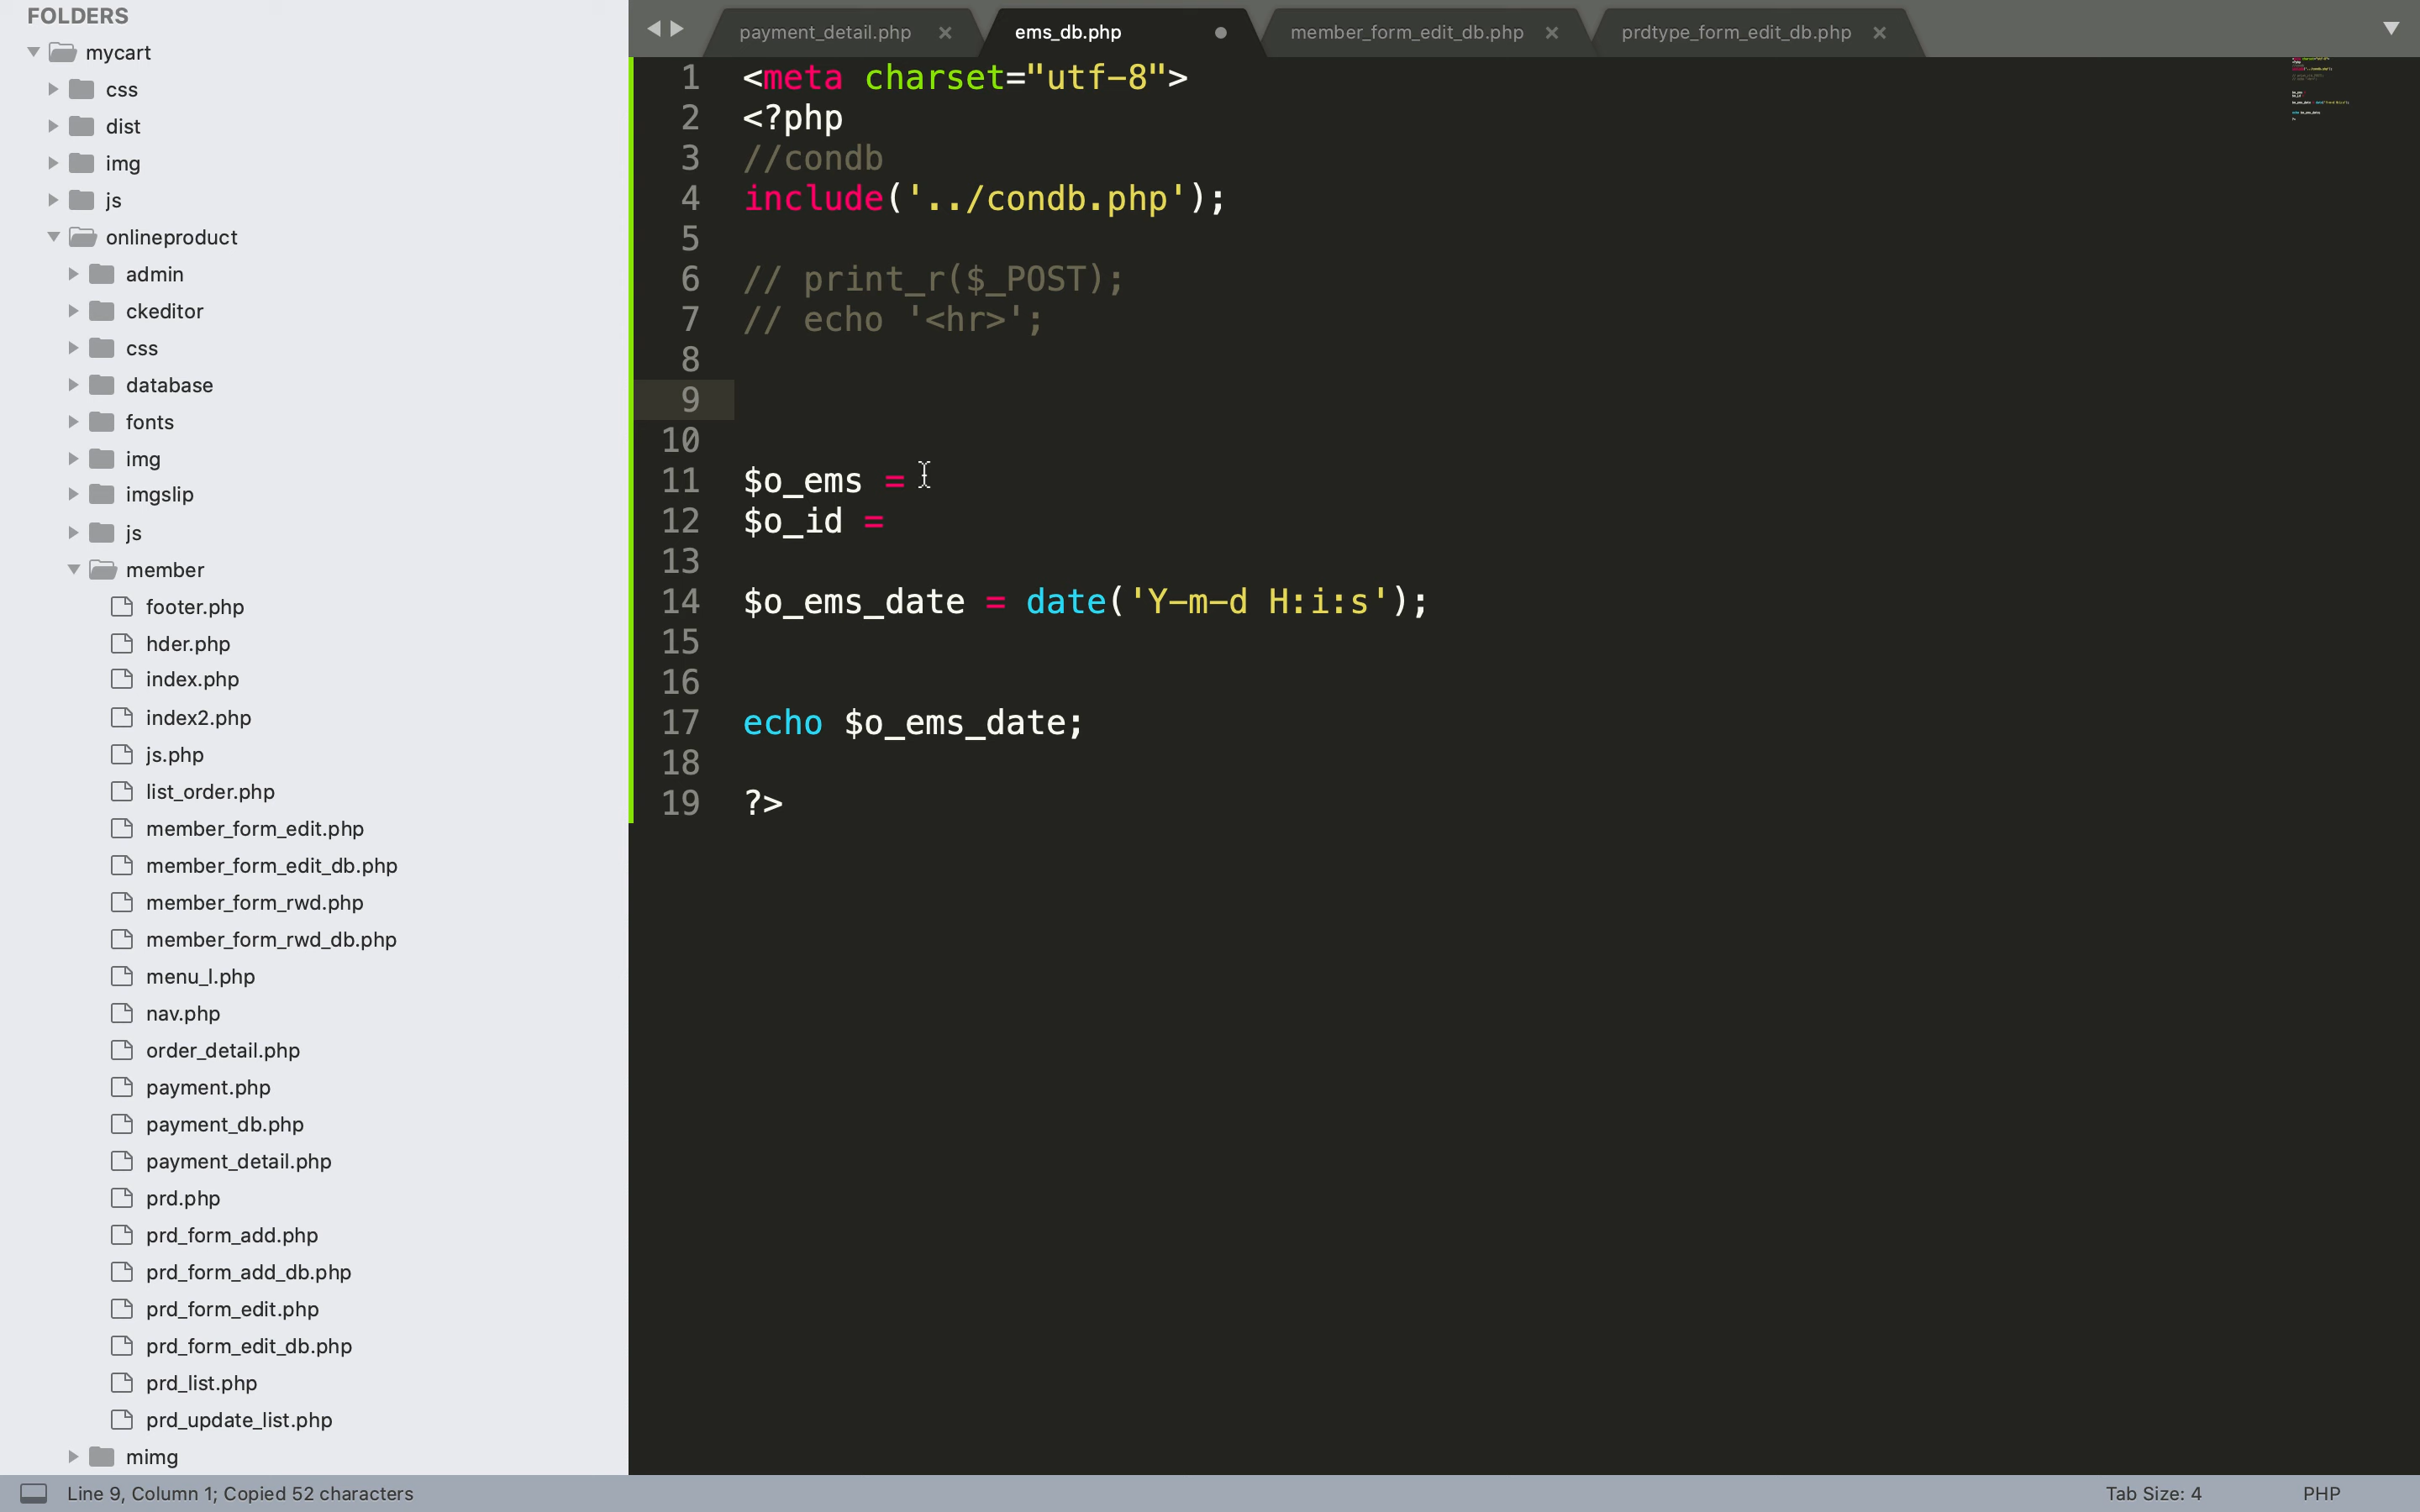 FOLDERS
mycart
css
dist
img
js
onlineproduct
admin
ckeditor
css
database
fonts
img
imgslip
js
member
footer.php
hder.php
index.php
index2.php
js.php
list_order.php
member_form_edit.php
member_form_edit_db.php
member_form_rwd.php
member_form_rwd_db.php
menu_l.php
nav.php
order_detail.php
payment.php
payment_db.php
payment_detail.php
prd.php
prd_form_add.php
prd_form_add_db.php
prd_form_edit.php
prd_form_edit_db.php
prd_list.php
prd_update_list.php
mimg
payment_detail.php ems_db.php member_form_edit_db.php prdtype_form_edit_db.php
1 <meta charset="utf-8">
2 <?php
3 //condb
4 include('../condb.php');
5
6 // print_r($_POST);
7 // echo '<hr>';
8
9
10
11 $o_ems =
12 $o_id =
13
14 $o_ems_date = date('Y-m-d H:i:s');
15
16
17 echo $o_ems_date;
18
19 ?>
Line 9, Column 1; Copied 52 characters Tab Size: 4 PHP